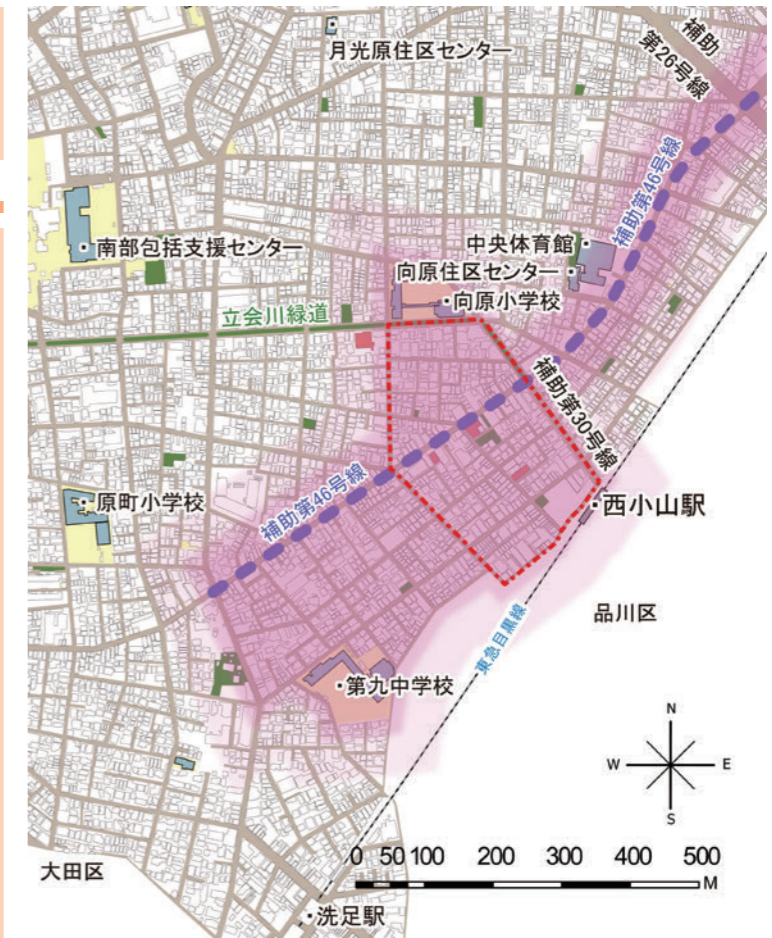 月光原住区センター
補助
第26号線
補助第46号線
南部包括支援センター
中央体育館
向原住区センター
向原小学校
立会川緑道
補助第30号線
補助第46号線
原町小学校
西小山駅
品川区
東急目黒線
第九中学校
N
W
E
S
大田区
0 50 100 200 300 400 500
M
洗足駅